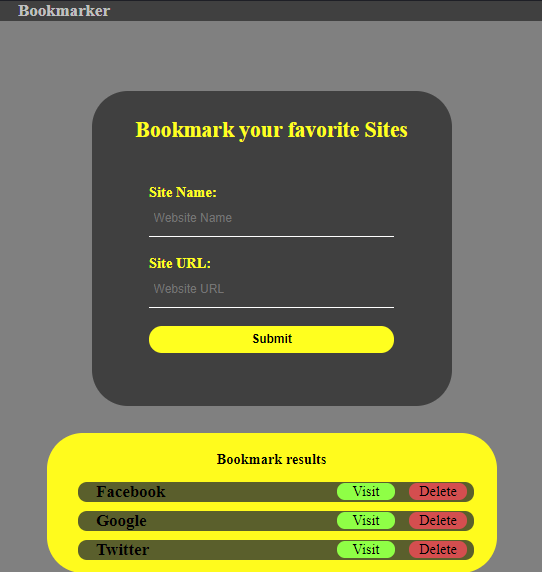 Bookmarker
Bookmark your favorite Sites
Site Name:
Website Name
Site URL:
Website URL
Submit
Bookmark results
Facebook Visit Delete
Google Visit Delete
Twitter Visit Delete